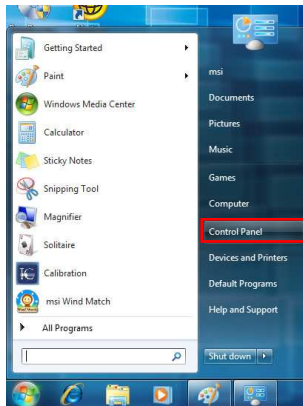 Getting Started
Paint
Windows Media Center
Calculator
Sticky Notes
Snipping Tool
Magnifier
Solitaire
Calibration
msi Wind Match
All Programs
msi
Documents
Pictures
Music
Games
Computer
Control Panel
Devices and Printers
Default Programs
Help and Support
Shut down